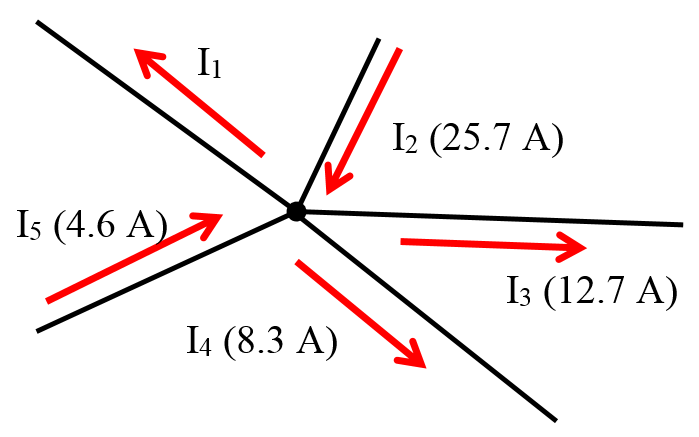 I₁
I₂ (25.7 A)
I₅ (4.6 A)
I₃ (12.7 A)
I₄ (8.3 A)